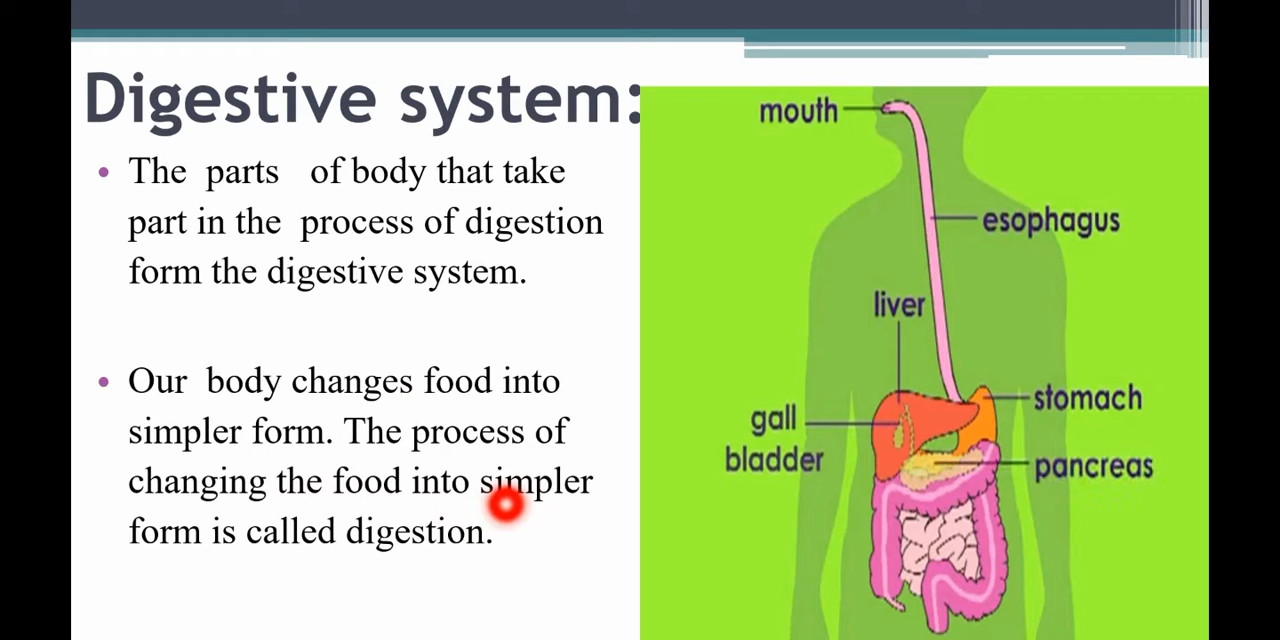 Digestive system:
• The parts of body that take
part in the process of digestion
form the digestive system.
• Our body changes food into
simpler form. The process of
changing the food into simpler
form is called digestion.
mouth
esophagus
liver
stomach
gall
bladder
pancreas